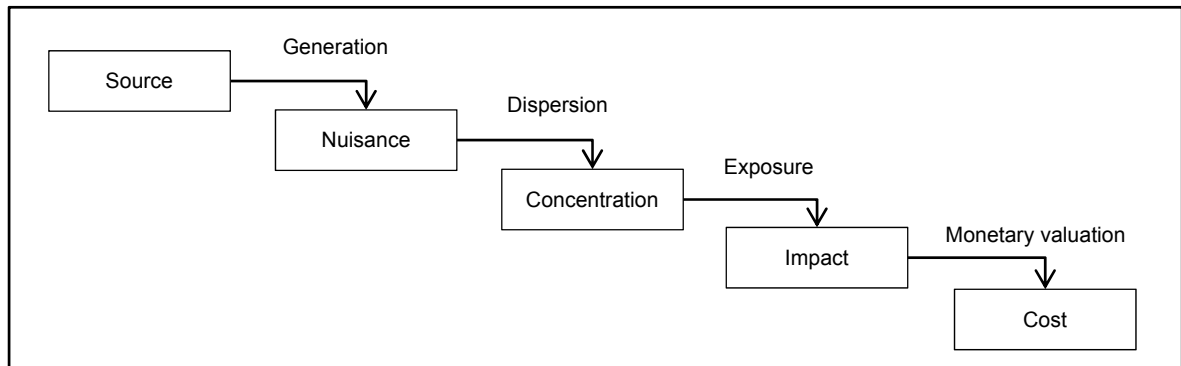 Generation
Source
Dispersion
Nuisance
Exposure
Concentration
Monetary valuation
Impact
Cost